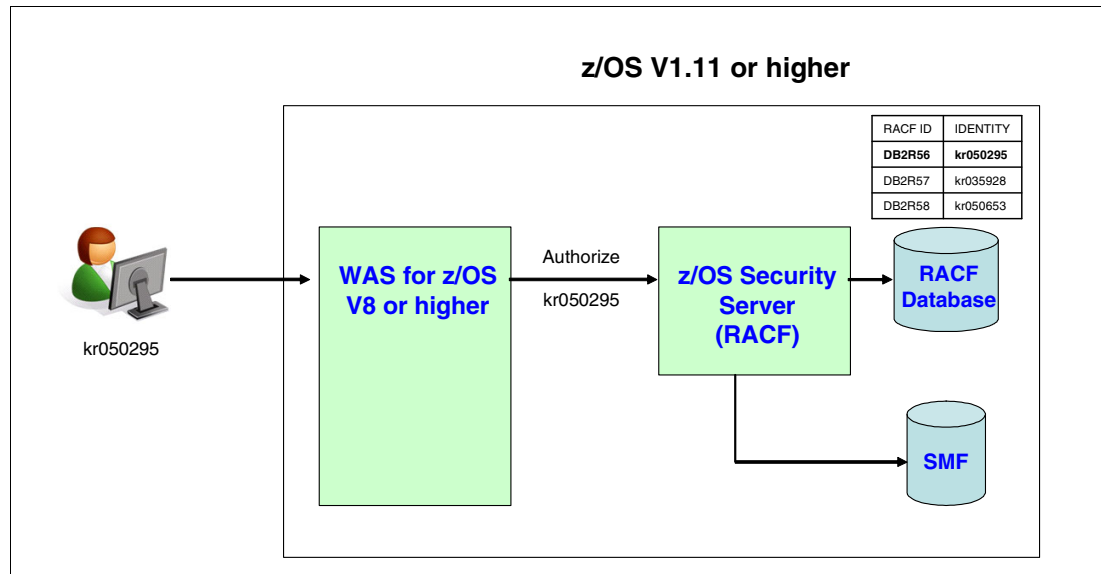 z/OS V1.11 or higher
RACF ID IDENTITY
DB2R56 kr050295
DB2R57 kr035928
DB2R58 kr050653
kr050295
WAS for z/OS
V8 or higher
Authorize
kr050295
z/OS Security
Server
(RACF)
RACF
Database
SMF